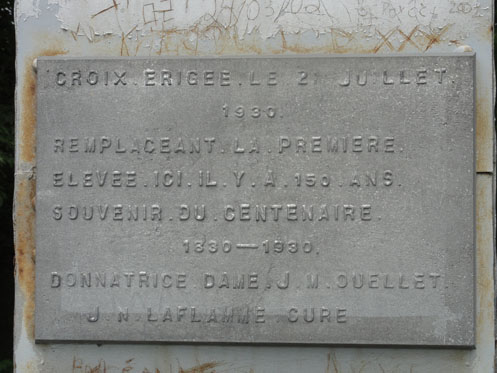 CROIX.ERIGEE.LE 21 JUILLET.
1930.
REMPLACEANT.LA.PREMIERE.
ELEVEE.ICI.IL.Y.A.150.ANS.
SOUVENIR.DU.CENTENAIRE.
1830—1930.
DONNATRICE DAME.J.M.OUELLET.
J.N.LAFLAMME.CURE